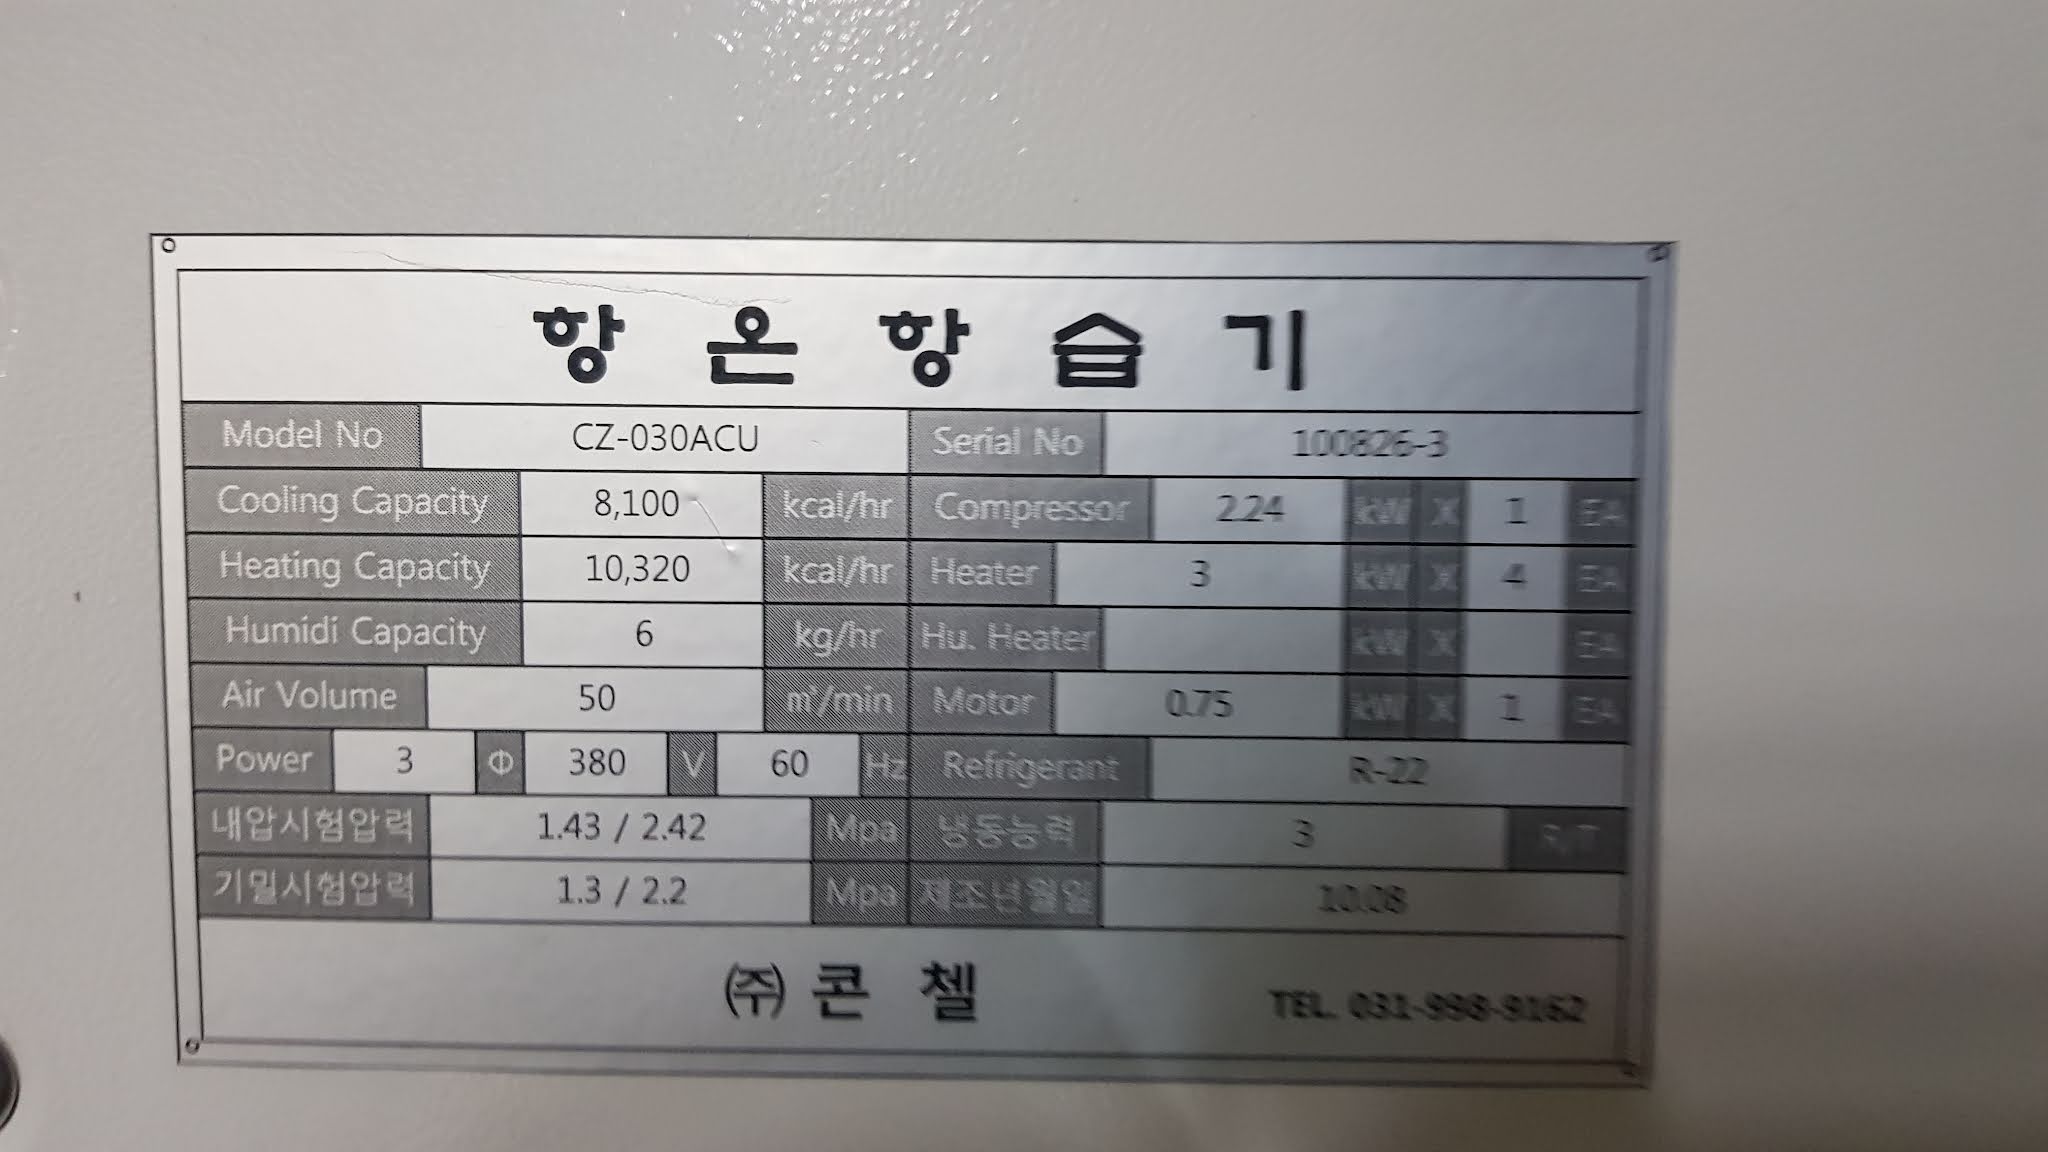 항온항습기
Model No CZ-030ACU Serial No 100826-3
Cooling Capacity 8,100 kcal/hr Compressor 2.24 kW X 1 EA
Heating Capacity 10,320 kcal/hr Heater 3 kW X 4 EA
Humidi Capacity 6 kg/hr Hu. Heater kW X EA
Air Volume 50 m³/min Motor 0.75 kW X 1 EA
Power 3 Φ 380 V 60 Hz Refrigerant R-22
내압시험압력 1.43 / 2.42 Mpa 냉동능력 3 R/T
기밀시험압력 1.3 / 2.2 Mpa 제조년월일 10.08
㈜콘첼 TEL. 031-998-9162